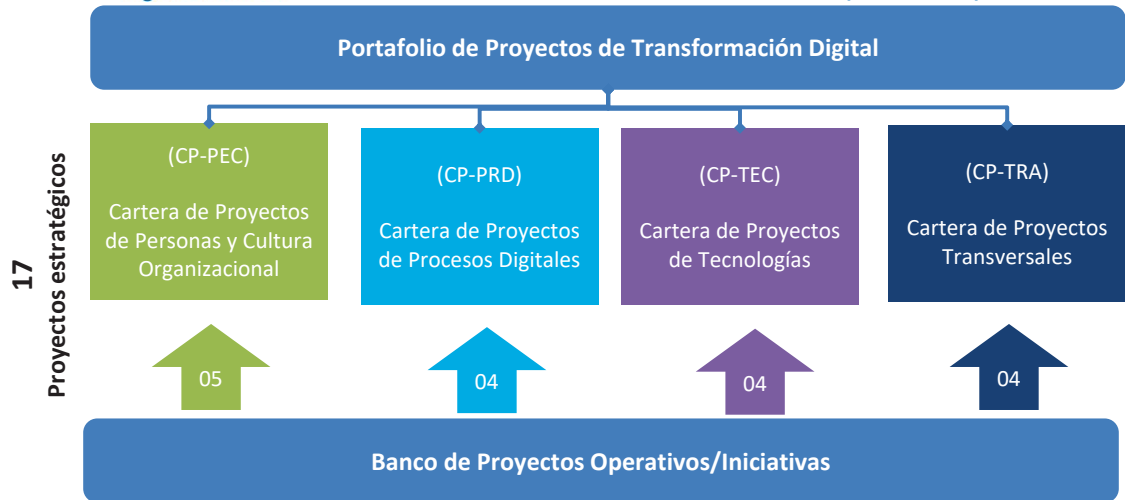 Portafolio de Proyectos de Transformación Digital
17
Proyectos estratégicos
(CP-PEC)
Cartera de Proyectos
de Personas y Cultura
Organizacional
(CP-PRD)
Cartera de Proyectos
de Procesos Digitales
(CP-TEC)
Cartera de Proyectos
de Tecnologías
(CP-TRA)
Cartera de Proyectos
Transversales
05
04
04
04
Banco de Proyectos Operativos/Iniciativas